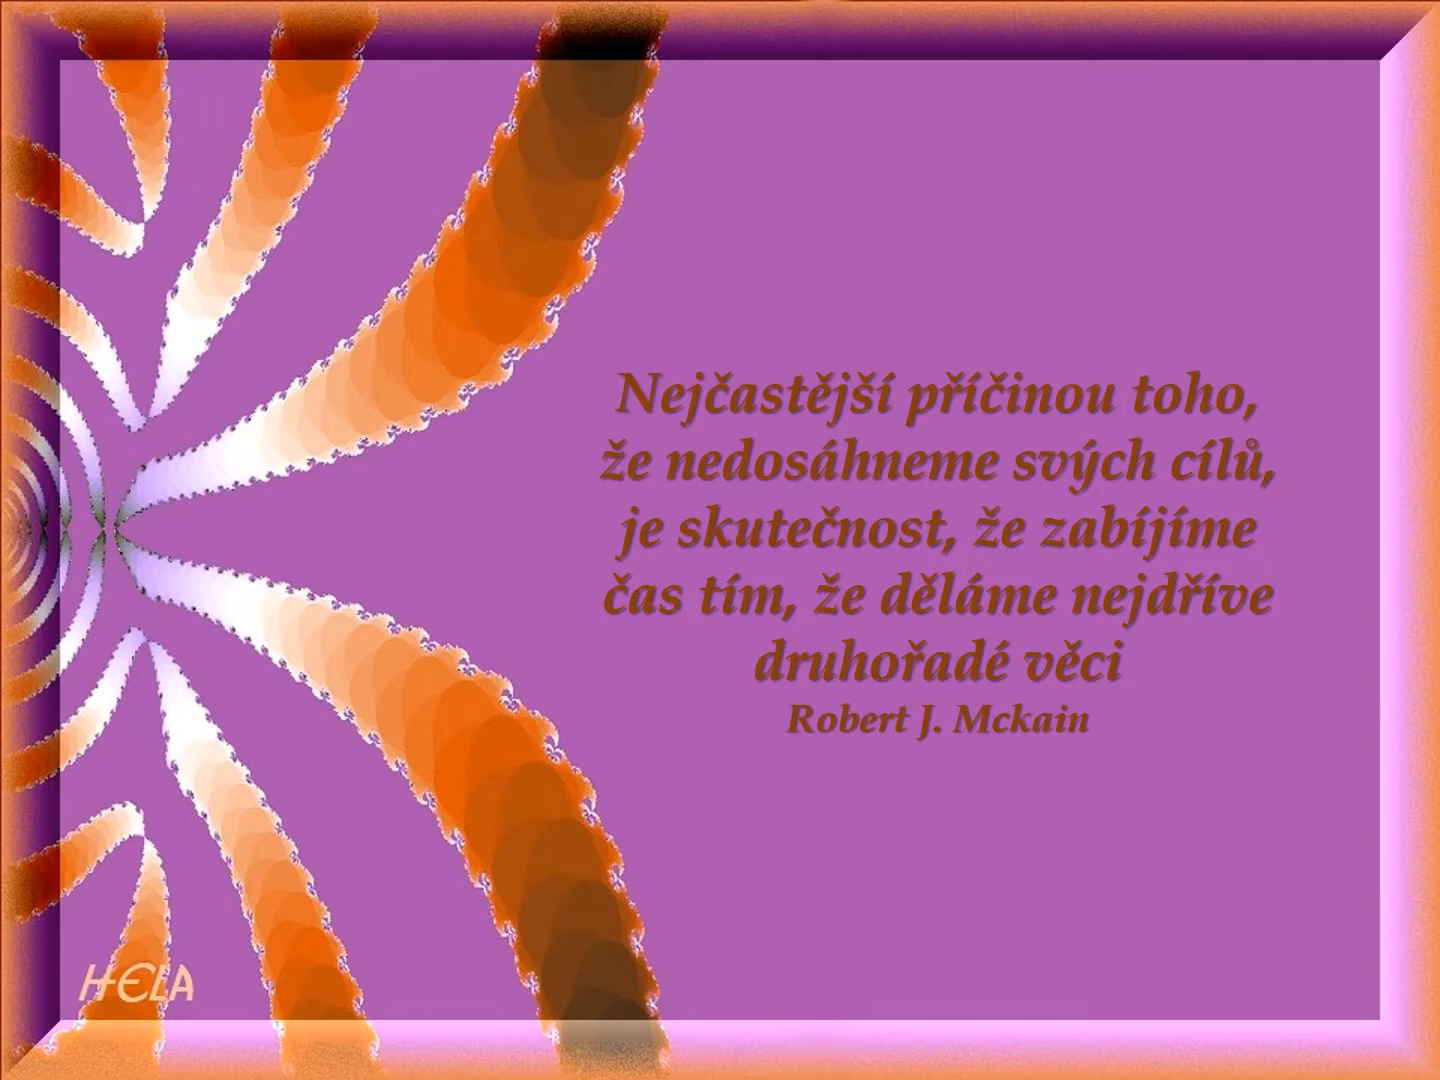 Nejčastější příčinou toho,
že nedosáhneme svých cílů,
je skutečnost, že zabíjíme
čas tím, že děláme nejdříve
druhořadé věci
Robert J. Mckain
HELA